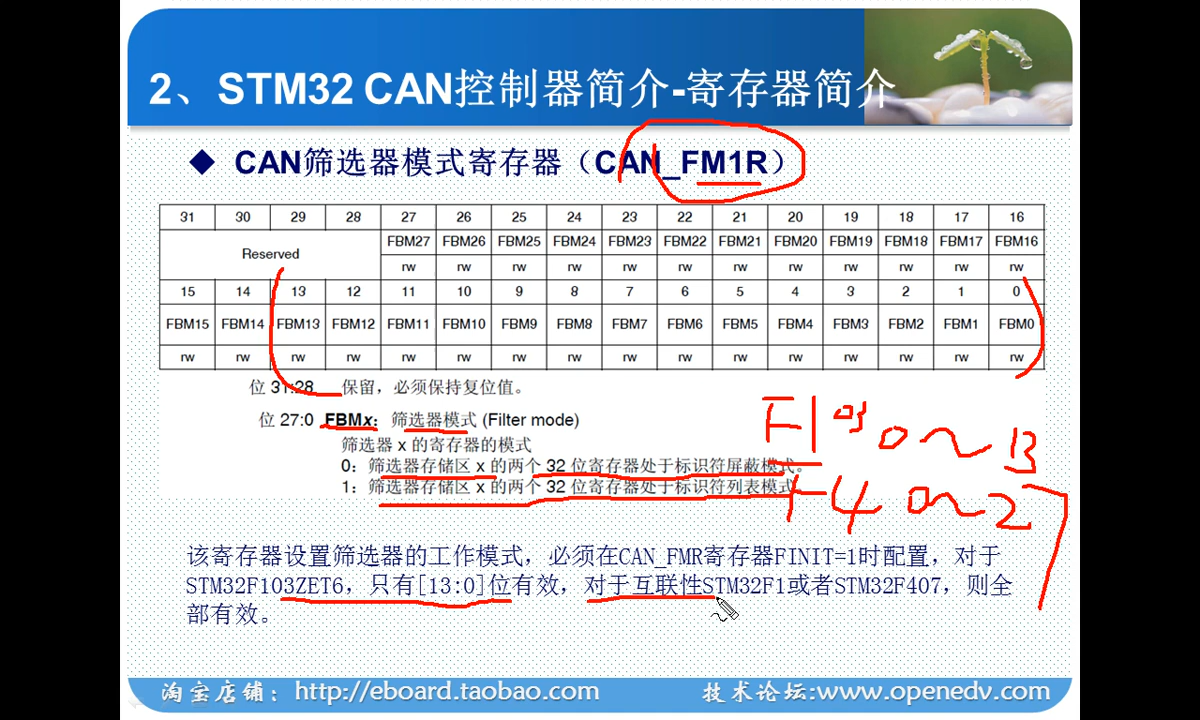 2、STM32 CAN控制器简介-寄存器简介
◆ CAN筛选器模式寄存器（CAN_FM1R）
31 30 29 28 27 26 25 24 23 22 21 20 19 18 17 16
Reserved FBM27 FBM26 FBM25 FBM24 FBM23 FBM22 FBM21 FBM20 FBM19 FBM18 FBM17 FBM16
rw rw rw rw rw rw rw rw rw rw rw rw
15 14 13 12 11 10 9 8 7 6 5 4 3 2 1 0
FBM15 FBM14 FBM13 FBM12 FBM11 FBM10 FBM9 FBM8 FBM7 FBM6 FBM5 FBM4 FBM3 FBM2 FBM1 FBM0
rw rw rw rw rw rw rw rw rw rw rw rw rw rw rw rw
位 31:28 保留，必须保持复位值。
位 27:0 FBMx：筛选器模式 (Filter mode)
筛选器 x 的寄存器的模式
0：筛选器存储区 x 的两个 32 位寄存器处于标识符屏蔽模式。
1：筛选器存储区 x 的两个 32 位寄存器处于标识符列表模式。
F103 0~13
F4 0~27
该寄存器设置筛选器的工作模式，必须在CAN_FMR寄存器FINIT=1时配置，对于
STM32F103ZET6，只有[13:0]位有效，对于互联性STM32F1或者STM32F407，则全
部有效。
淘宝店铺：http://eboard.taobao.com 技术论坛:www.openedv.com